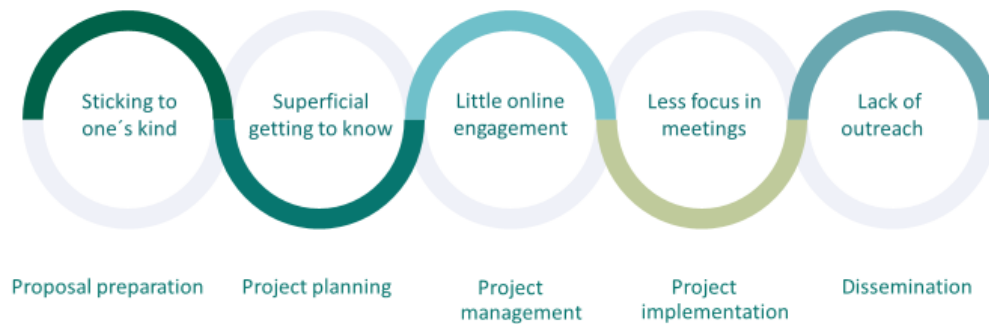 Sticking to
one´s kind
Superficial
getting to know
Little online
engagement
Less focus in
meetings
Lack of
outreach
Proposal preparation
Project planning
Project
management
Project
implementation
Dissemination